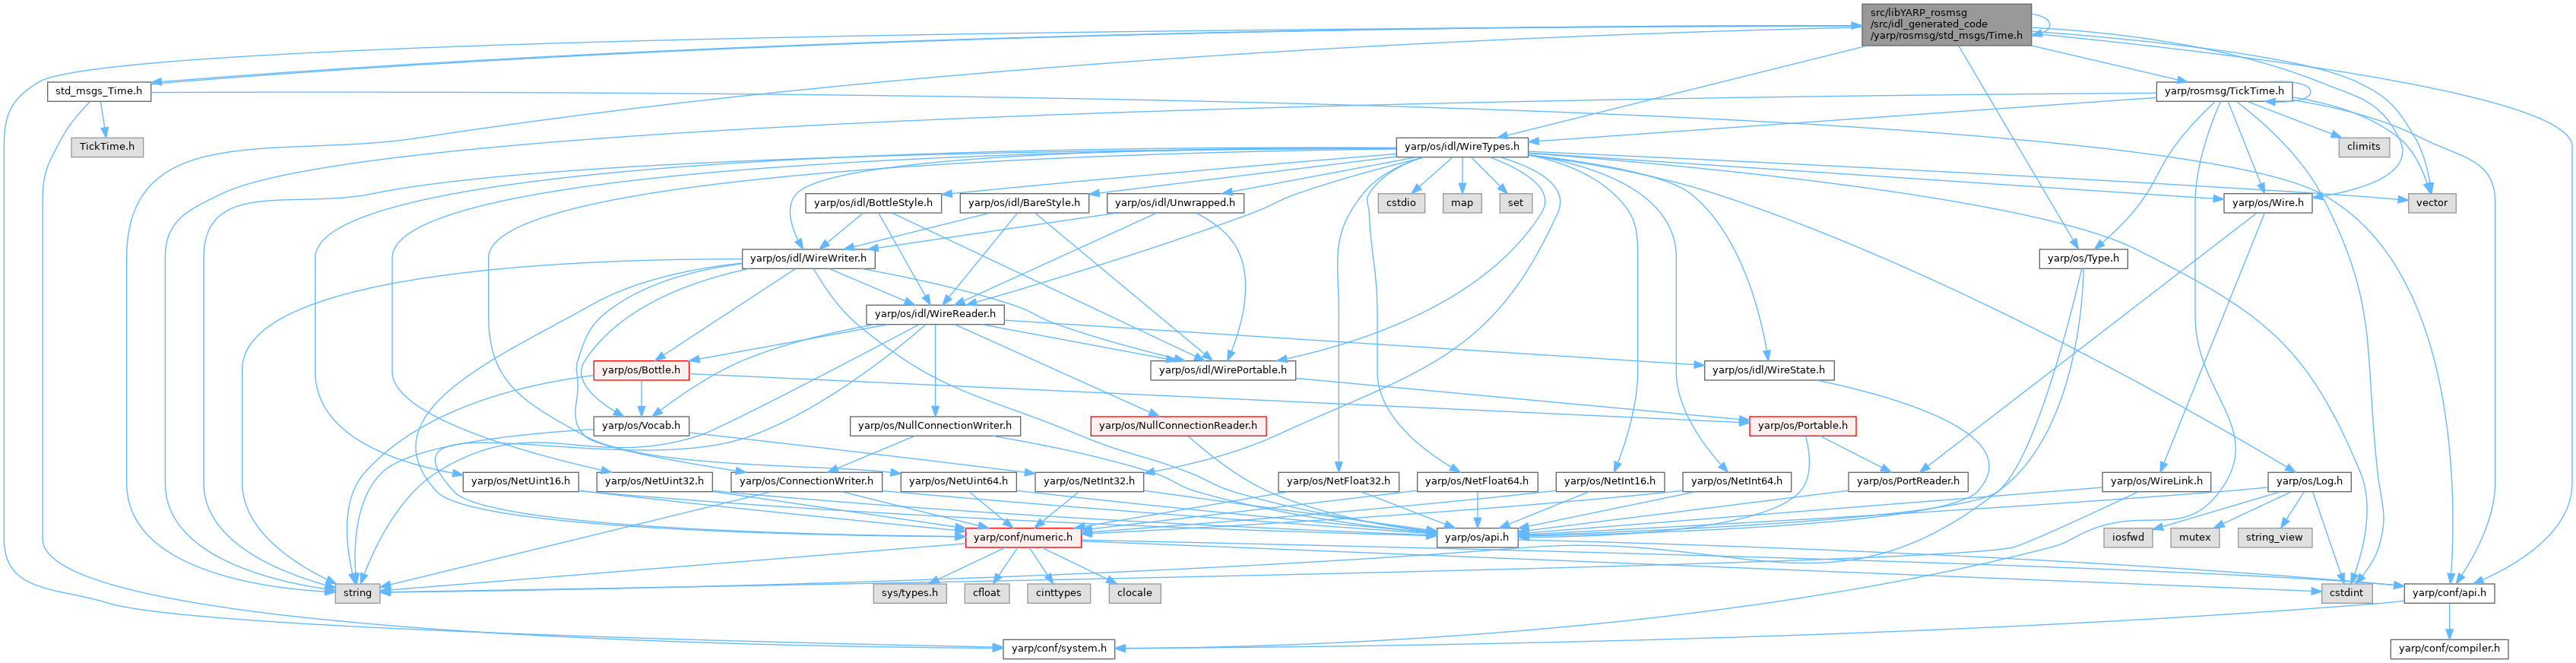 src/libYARP_rosmsg
/src/idl_generated_code
/yarp/rosmsg/std_msgs/Time.h
std_msgs_Time.h
yarp/rosmsg/TickTime.h
TickTime.h
yarp/os/idl/WireTypes.h
climits
yarp/os/idl/BottleStyle.h
yarp/os/idl/BareStyle.h
yarp/os/idl/Unwrapped.h
cstdio
map
set
yarp/os/Wire.h
vector
yarp/os/idl/WireWriter.h
yarp/os/Type.h
yarp/os/idl/WireReader.h
yarp/os/Bottle.h
yarp/os/idl/WirePortable.h
yarp/os/idl/WireState.h
yarp/os/Vocab.h
yarp/os/NullConnectionWriter.h
yarp/os/NullConnectionReader.h
yarp/os/Portable.h
yarp/os/NetUint16.h
yarp/os/NetUint32.h
yarp/os/ConnectionWriter.h
yarp/os/NetUint64.h
yarp/os/NetInt32.h
yarp/os/NetFloat32.h
yarp/os/NetFloat64.h
yarp/os/NetInt16.h
yarp/os/NetInt64.h
yarp/os/PortReader.h
yarp/os/WireLink.h
yarp/os/Log.h
yarp/conf/numeric.h
yarp/os/api.h
iosfwd
mutex
string_view
string
sys/types.h
cfloat
cinttypes
clocale
cstdint
yarp/conf/api.h
yarp/conf/system.h
yarp/conf/compiler.h